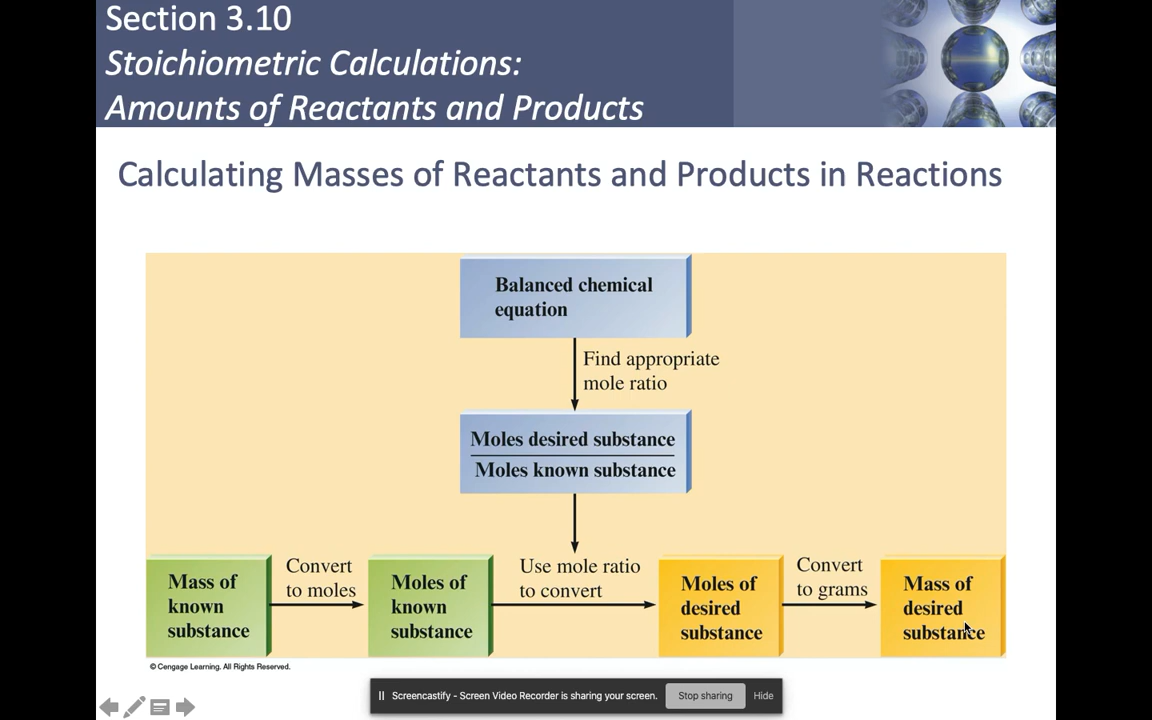 Section 3.10
Stoichiometric Calculations:
Amounts of Reactants and Products
Calculating Masses of Reactants and Products in Reactions
Balanced chemical
equation
Find appropriate
mole ratio
Moles desired substance
Moles known substance
Mass of
known
substance
Convert
to moles
Moles of
known
substance
Use mole ratio
to convert
Moles of
desired
substance
Convert
to grams
Mass of
desired
substance
© Cengage Learning. All Rights Reserved.
Screencastify - Screen Video Recorder is sharing your screen.
Stop sharing
Hide